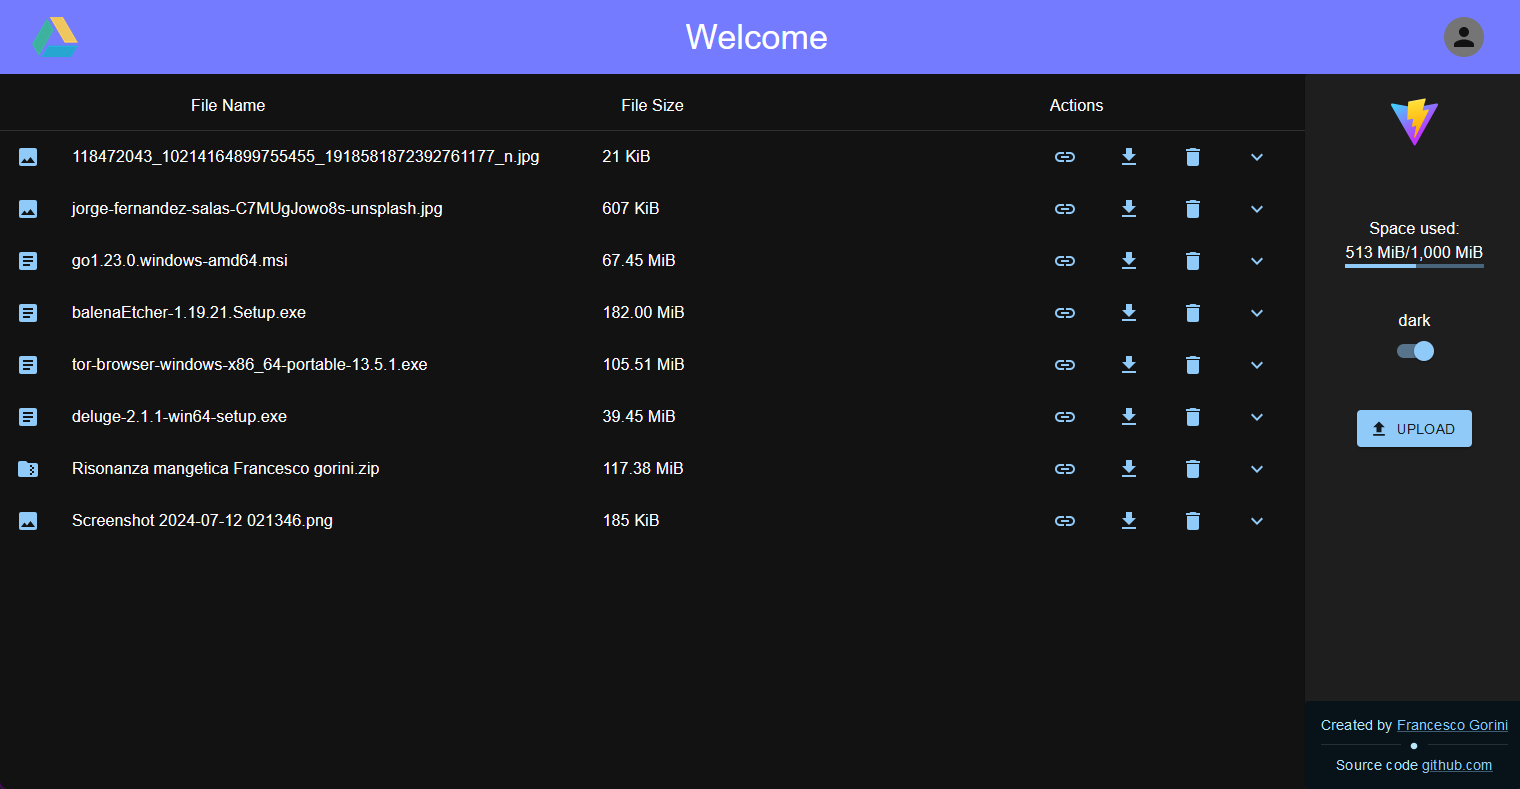 Welcome
File Name File Size Actions
118472043_10214164899755455_1918581872392761177_n.jpg 21 KiB
jorge-fernandez-salas-C7MUgJowo8s-unsplash.jpg 607 KiB
go1.23.0.windows-amd64.msi 67.45 MiB
balenaEtcher-1.19.21.Setup.exe 182.00 MiB
tor-browser-windows-x86_64-portable-13.5.1.exe 105.51 MiB
deluge-2.1.1-win64-setup.exe 39.45 MiB
Risonanza mangetica Francesco gorini.zip 117.38 MiB
Screenshot 2024-07-12 021346.png 185 KiB
Space used:
513 MiB/1,000 MiB
dark
UPLOAD
Created by Francesco Gorini
Source code github.com